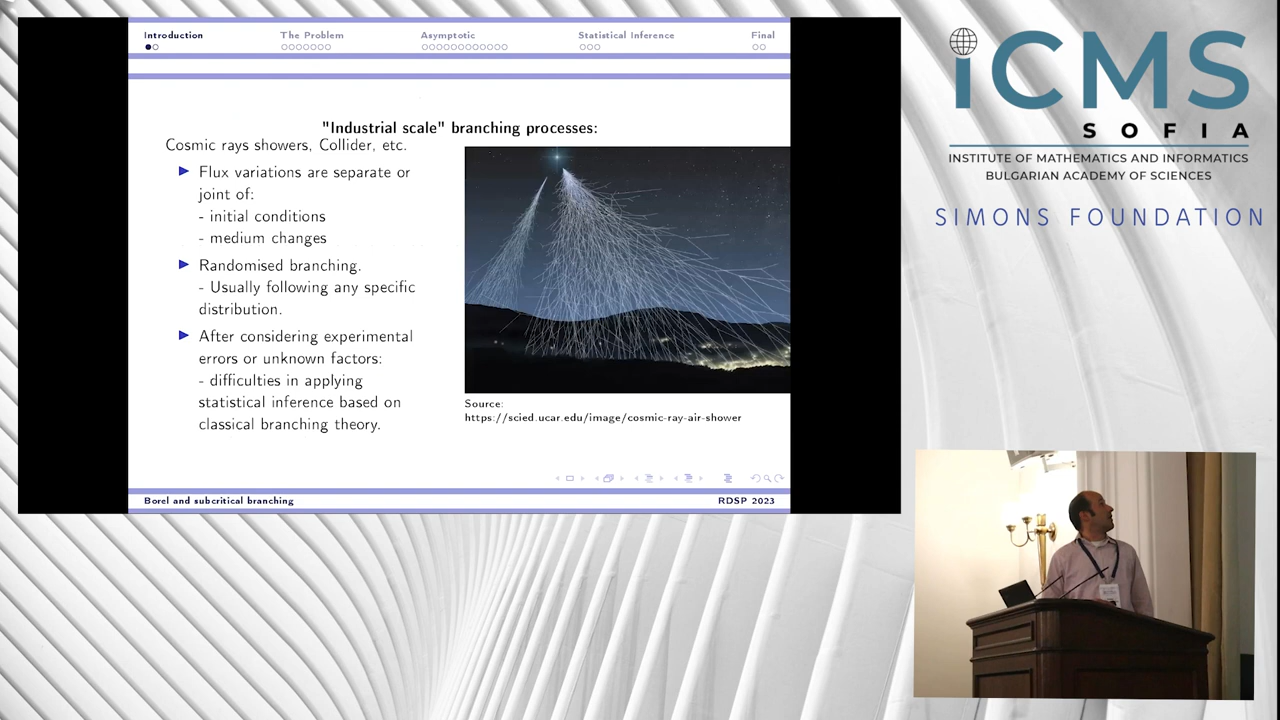 Introduction
The Problem
Asymptotic
Statistical Inference
Final
"Industrial scale" branching processes:
Cosmic rays showers, Collider, etc.
Flux variations are separate or
joint of:
- initial conditions
- medium changes
Randomised branching.
- Usually following any specific
distribution.
After considering experimental
errors or unknown factors:
- difficulties in applying
statistical inference based on
classical branching theory.
Source:
https://scied.ucar.edu/image/cosmic-ray-air-shower
Borel and subcritical branching
RDSP 2023
iCMS
SOFIA
INSTITUTE OF MATHEMATICS AND INFORMATICS
BULGARIAN ACADEMY OF SCIENCES
SIMONS FOUNDATION